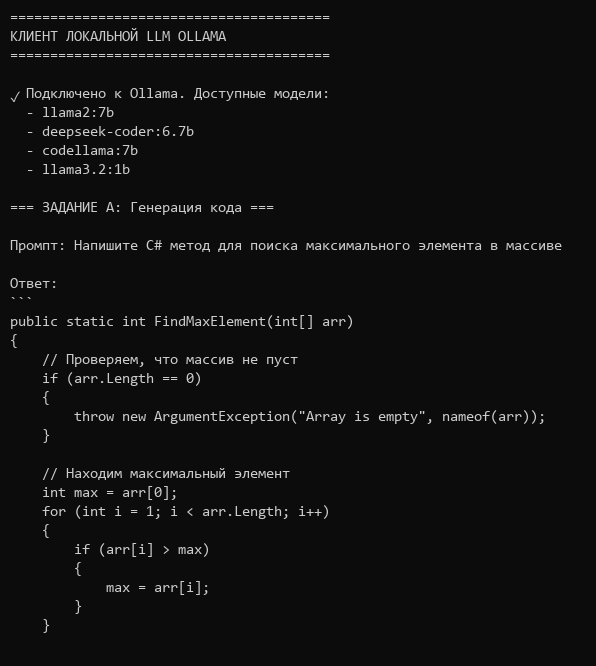 ========================================
КЛИЕНТ ЛОКАЛЬНОЙ LLM OLLAMA
========================================

✓ Подключено к Ollama. Доступные модели:
  - llama2:7b
  - deepseek-coder:6.7b
  - codellama:7b
  - llama3.2:1b

=== ЗАДАНИЕ A: Генерация кода ===

Промпт: Напишите C# метод для поиска максимального элемента в массиве

Ответ:
```
public static int FindMaxElement(int[] arr)
{
    // Проверяем, что массив не пуст
    if (arr.Length == 0)
    {
        throw new ArgumentException("Array is empty", nameof(arr));
    }

    // Находим максимальный элемент
    int max = arr[0];
    for (int i = 1; i < arr.Length; i++)
    {
        if (arr[i] > max)
        {
            max = arr[i];
        }
    }